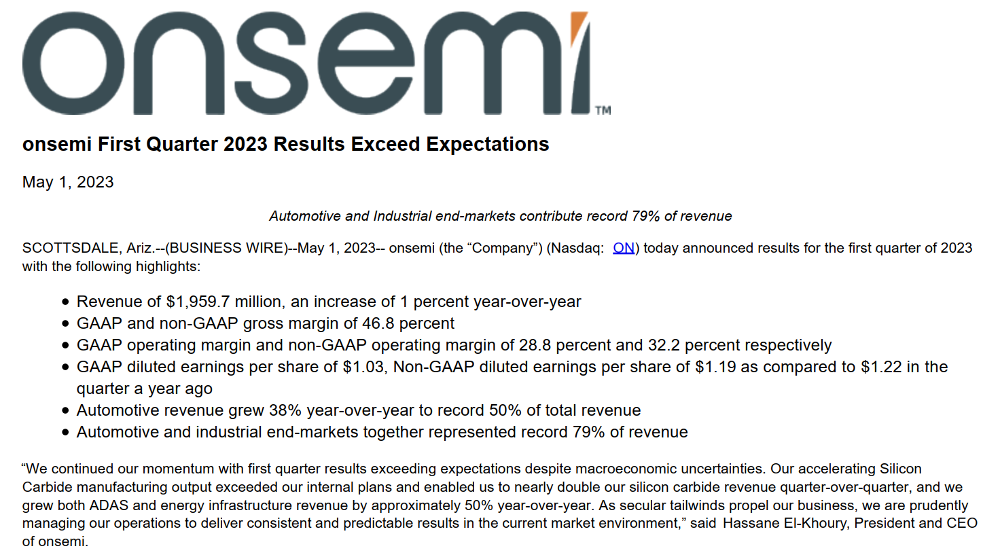 onsemi™
onsemi First Quarter 2023 Results Exceed Expectations
May 1, 2023
Automotive and Industrial end-markets contribute record 79% of revenue
SCOTTSDALE, Ariz.--(BUSINESS WIRE)--May 1, 2023-- onsemi (the “Company”) (Nasdaq: ON) today announced results for the first quarter of 2023
with the following highlights:
• Revenue of $1,959.7 million, an increase of 1 percent year-over-year
• GAAP and non-GAAP gross margin of 46.8 percent
• GAAP operating margin and non-GAAP operating margin of 28.8 percent and 32.2 percent respectively
• GAAP diluted earnings per share of $1.03, Non-GAAP diluted earnings per share of $1.19 as compared to $1.22 in the
quarter a year ago
• Automotive revenue grew 38% year-over-year to record 50% of total revenue
• Automotive and industrial end-markets together represented record 79% of revenue
“We continued our momentum with first quarter results exceeding expectations despite macroeconomic uncertainties. Our accelerating Silicon
Carbide manufacturing output exceeded our internal plans and enabled us to nearly double our silicon carbide revenue quarter-over-quarter, and we
grew both ADAS and energy infrastructure revenue by approximately 50% year-over-year. As secular tailwinds propel our business, we are prudently
managing our operations to deliver consistent and predictable results in the current market environment,” said Hassane El-Khoury, President and CEO
of onsemi.